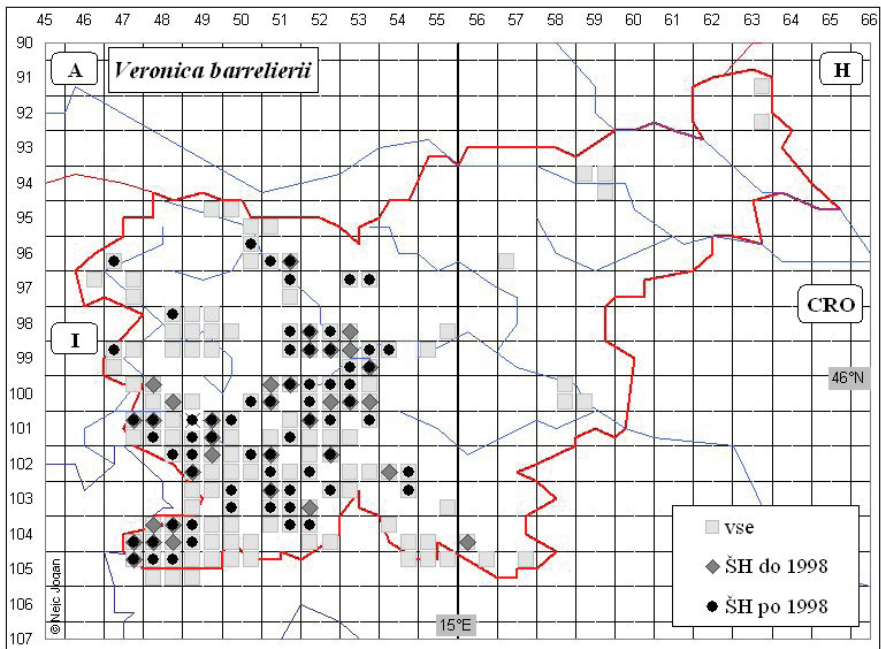 45 46 47 48 49 50 51 52 53 54 55 56 57 58 59 60 61 62 63 64 65 66
90
A
Veronica barrelierii
H
91
92
93
94
95
96
97
CRO
98
I
99
46°N
100
101
102
103
vse
104
ŠH do 1998
105
106
ŠH po 1998
15°E
107
© Nejc Jogan